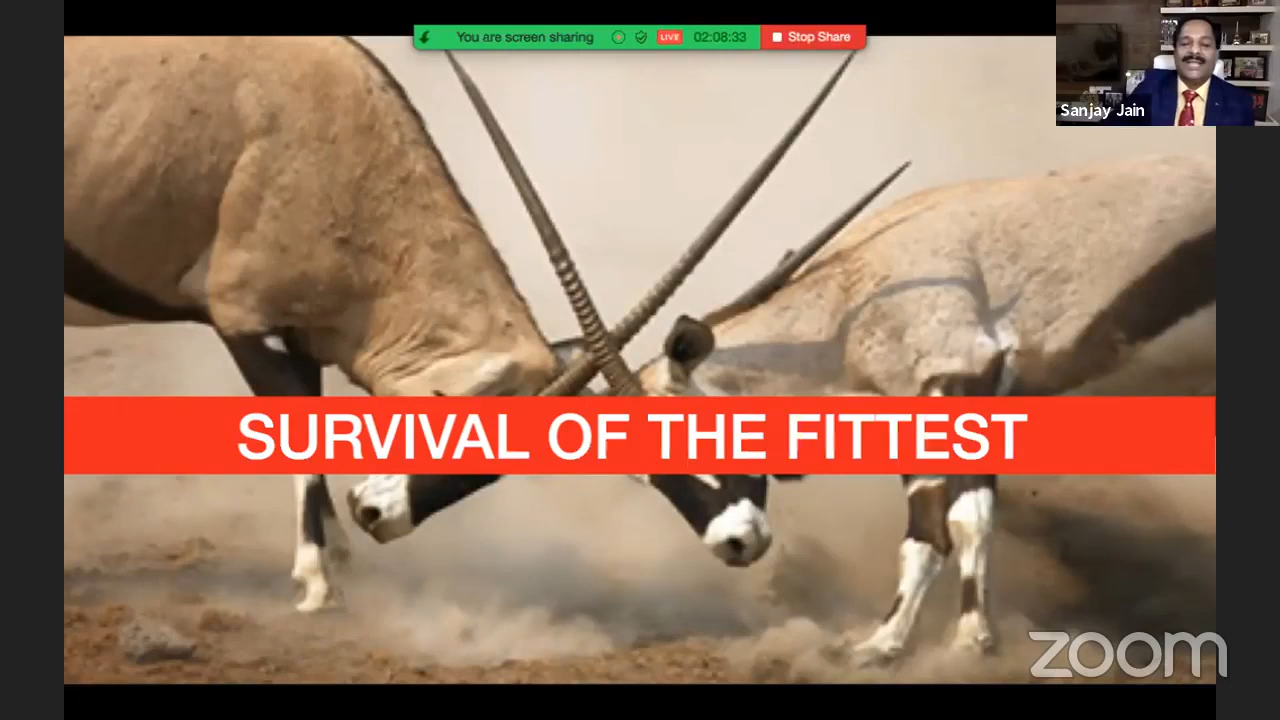 You are screen sharing LIVE 02:08:33 Stop Share
Sanjay Jain
SURVIVAL OF THE FITTEST
zoom